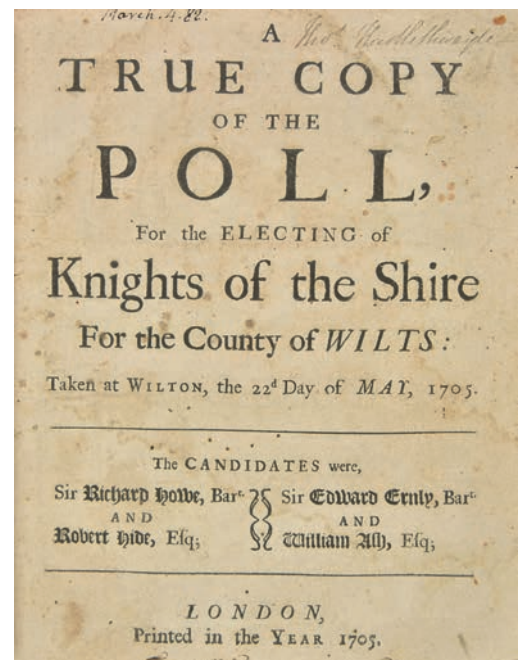 March. 4. 82.
A
TRUE COPY
OF THE
POLL,
For the ELECTING of
Knights of the Shire
For the County of WILTS:
Taken at WILTON, the 22d Day of MAY, 1705.
The CANDIDATES were,
Sir Richard Howe, Bart. Sir Edward Ernly, Bart.
AND AND
Robert Hide, Esq; William Ash, Esq;
LONDON,
Printed in the YEAR 1705.